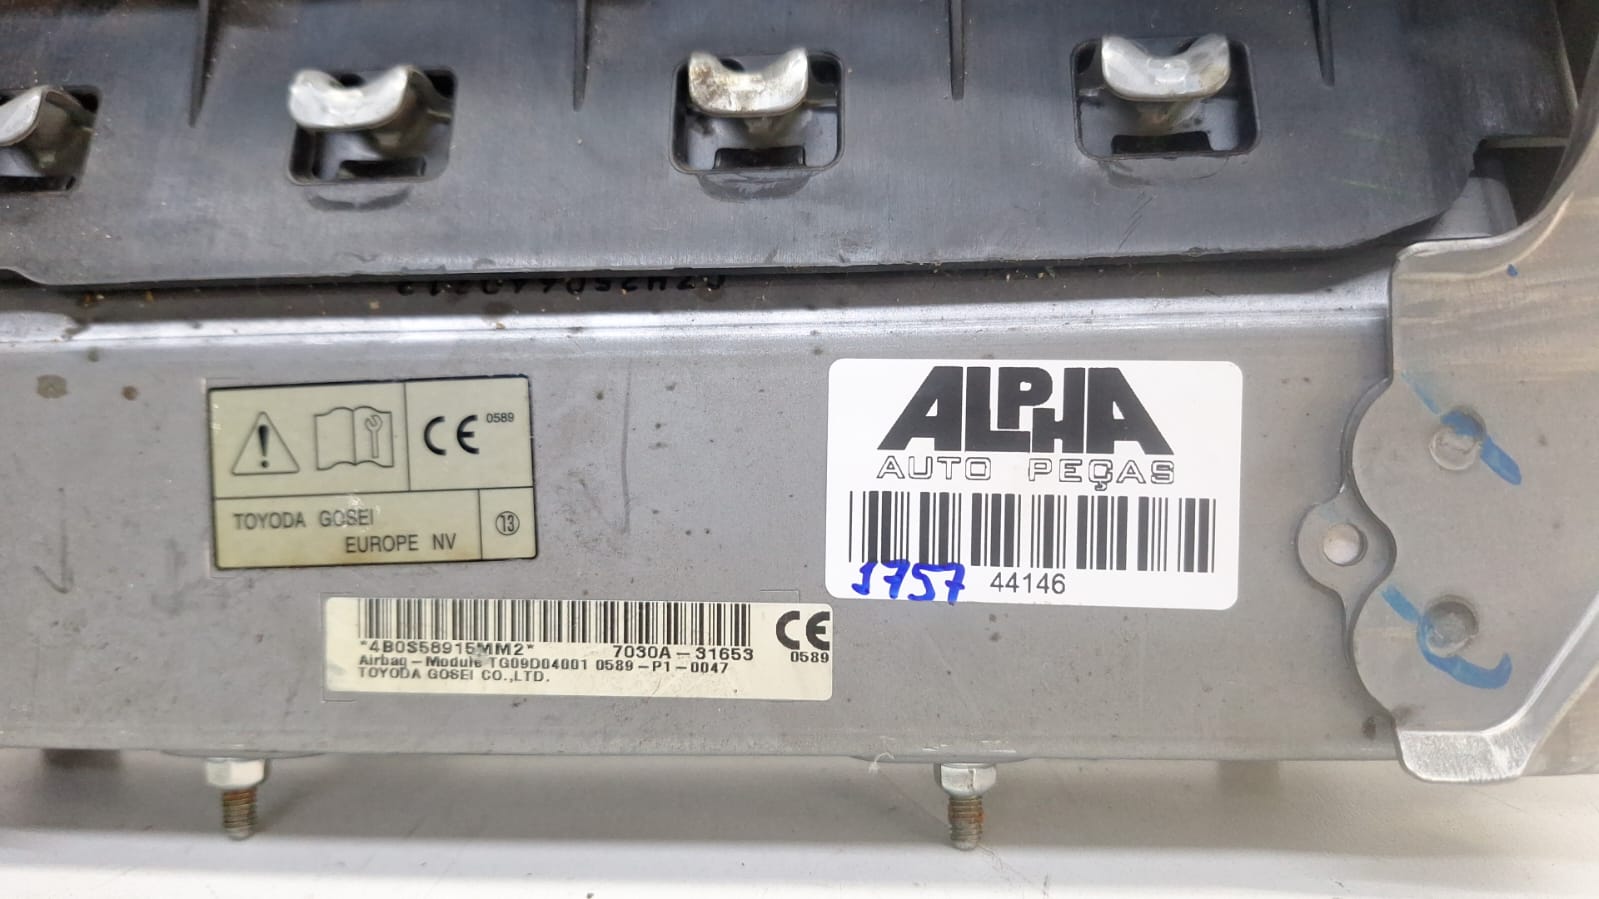 CE 0589
TOYODA GOSEI
EUROPE NV
13
ALPHA
AUTO PEÇAS
1757
44146
*4B0S58915MM2* 7030A-31653
Airbag-Module TG09D04001 0589-P1-0047
TOYODA GOSEI CO.,LTD.
CE
0589